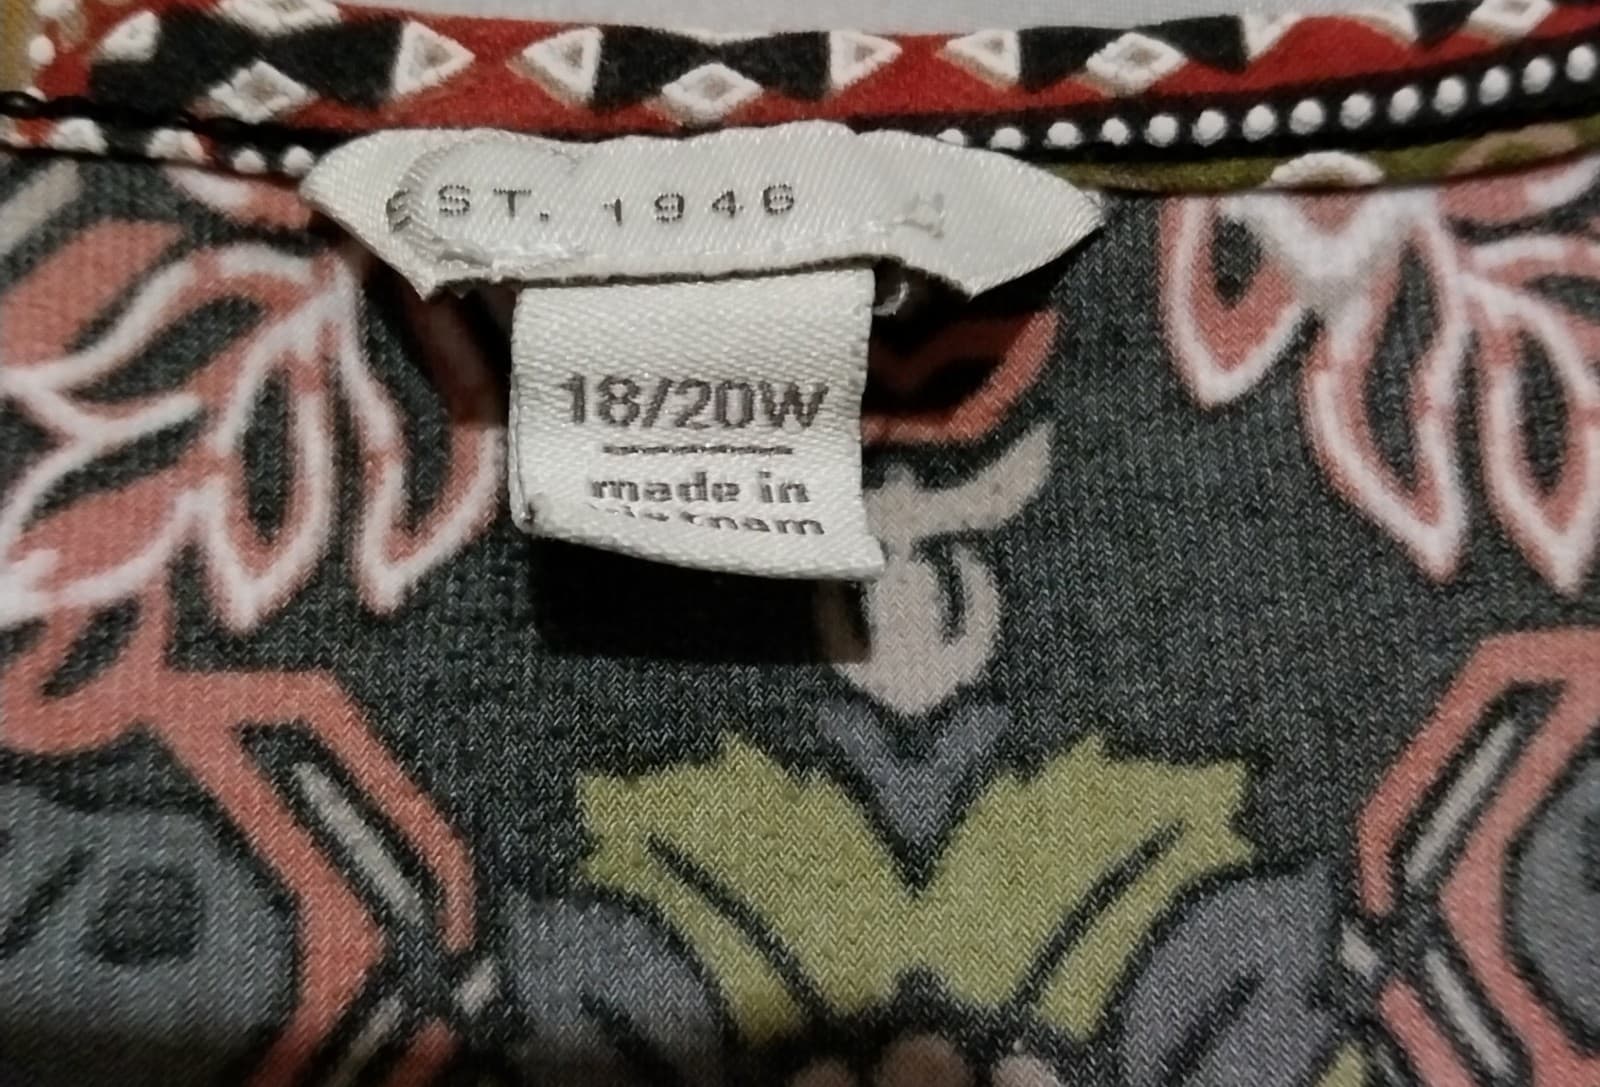 EST. 1946
18/20W
made in
vietnam